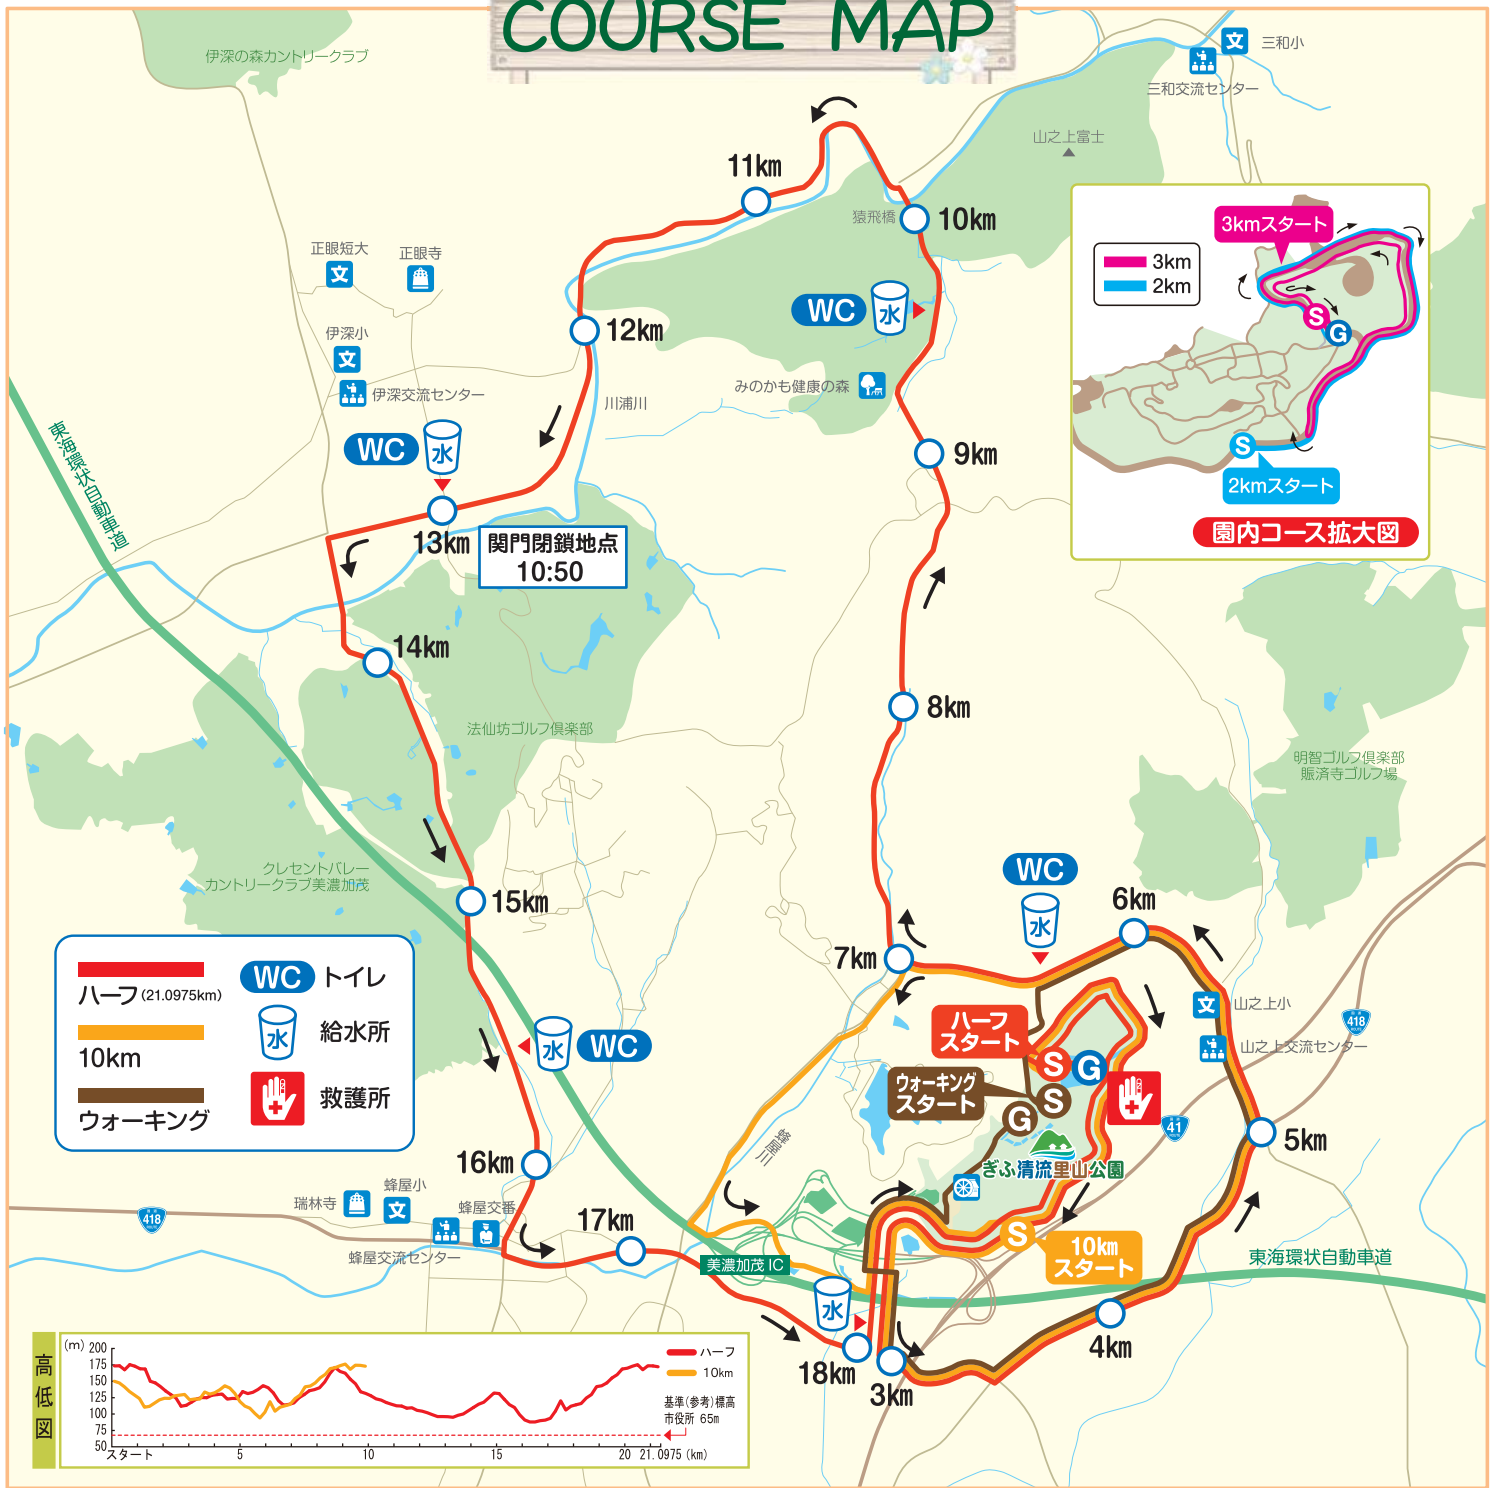 COURSE MAP
伊深の森カントリークラブ
三和小
三和交流センター
山之上富士
11km
猿飛橋
10km
3kmスタート
3km
2km
S
G
S
2kmスタート
園内コース拡大図
正眼短大
正眼寺
伊深小
伊深交流センター
12km
WC
水
みのかも健康の森
川浦川
東海環状自動車道
WC
水
9km
13km
関門閉鎖地点
10:50
14km
8km
法仙坊ゴルフ倶楽部
明智ゴルフ倶楽部
賑済寺ゴルフ場
クレセントバレー
カントリークラブ美濃加茂
15km
WC
水
6km
7km
ハーフ(21.0975km)
10km
ウォーキング
WC トイレ
水 給水所
救護所
水 WC
ハーフ
スタート
S
G
ウォーキング
スタート
S
G
山之上小
山之上交流センター
418
41
5km
ぎふ清流里山公園
蜂屋川
16km
瑞林寺
蜂屋小
蜂屋交番
蜂屋交流センター
418
17km
美濃加茂 IC
S
10km
スタート
東海環状自動車道
水
18km
3km
4km
高低図
(m)
200
175
150
125
100
75
50
スタート 5 10 15 20 21.0975 (km)
ハーフ
10km
基準(参考)標高
市役所 65m